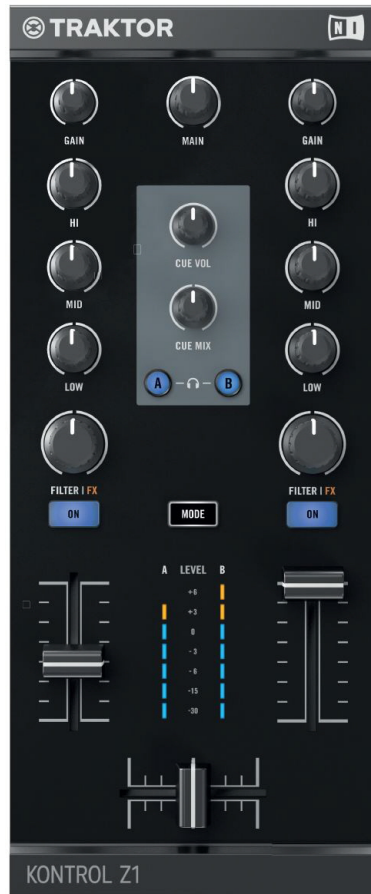 TRAKTOR
NI
GAIN MAIN GAIN
HI HI
CUE VOL
MID MID
CUE MIX
LOW LOW
A B
FILTER | FX FILTER | FX
ON MODE ON
A LEVEL B
+6
+3
0
-3
-6
-15
-30
KONTROL Z1